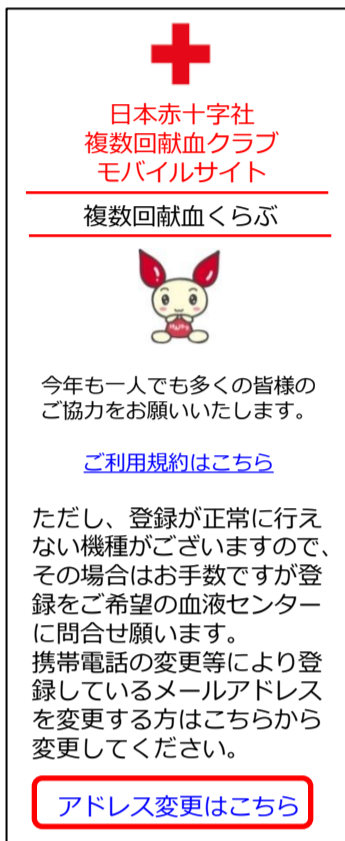 日本赤十字社
複数回献血クラブ
モバイルサイト
複数回献血くらぶ
今年も一人でも多くの皆様の
ご協力をお願いいたします。
ご利用規約はこちら
ただし、登録が正常に行え
ない機種がございますので、
その場合はお手数ですが登
録をご希望の血液センター
に問合せ願います。
携帯電話の変更等により登
録しているメールアドレス
を変更する方はこちらから
変更してください。
アドレス変更はこちら